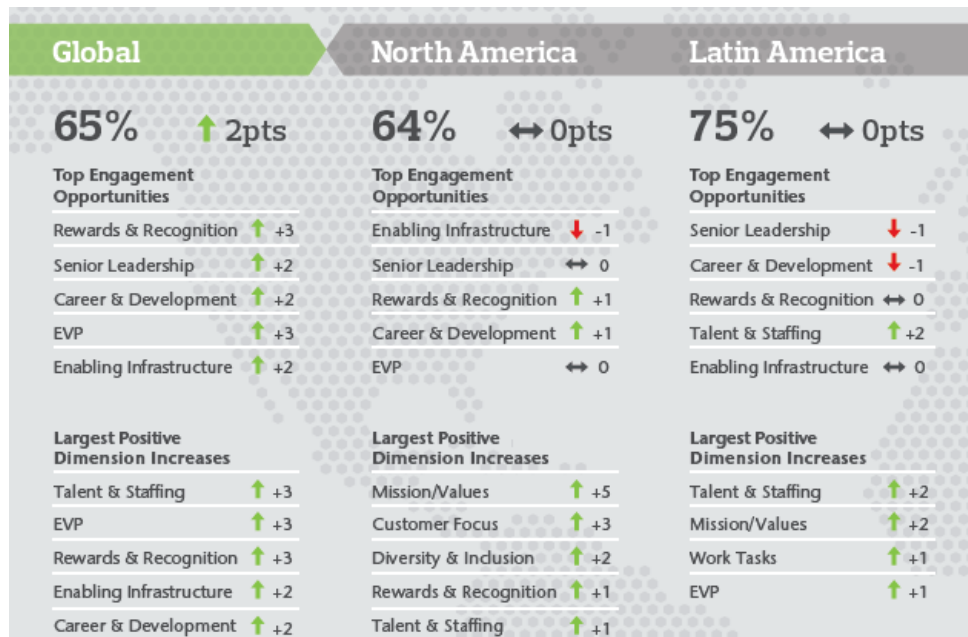 Global
65% ↑ 2pts
Top Engagement
Opportunities
Rewards & Recognition ↑ +3
Senior Leadership ↑ +2
Career & Development ↑ +2
EVP ↑ +3
Enabling Infrastructure ↑ +2
Largest Positive
Dimension Increases
Talent & Staffing ↑ +3
EVP ↑ +3
Rewards & Recognition ↑ +3
Enabling Infrastructure ↑ +2
Career & Development ↑ +2
North America
64% ↔ 0pts
Top Engagement
Opportunities
Enabling Infrastructure ↓ -1
Senior Leadership ↔ 0
Rewards & Recognition ↑ +1
Career & Development ↑ +1
EVP ↔ 0
Largest Positive
Dimension Increases
Mission/Values ↑ +5
Customer Focus ↑ +3
Diversity & Inclusion ↑ +2
Rewards & Recognition ↑ +1
Talent & Staffing ↑ +1
Latin America
75% ↔ 0pts
Top Engagement
Opportunities
Senior Leadership ↓ -1
Career & Development ↓ -1
Rewards & Recognition ↔ 0
Talent & Staffing ↑ +2
Enabling Infrastructure ↔ 0
Largest Positive
Dimension Increases
Talent & Staffing ↑ +2
Mission/Values ↑ +2
Work Tasks ↑ +1
EVP ↑ +1